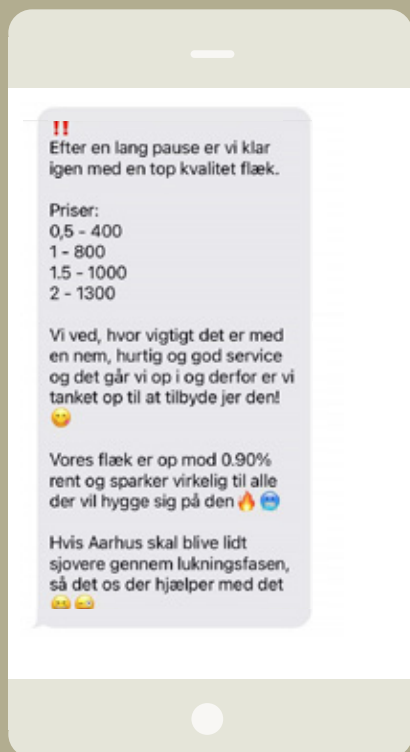 ‼️
Efter en lang pause er vi klar
igen med en top kvalitet flæk.
Priser:
0,5 - 400
1 - 800
1.5 - 1000
2 - 1300
Vi ved, hvor vigtigt det er med
en nem, hurtig og god service
og det går vi op i og derfor er vi
tanket op til at tilbyde jer den!
😋
Vores flæk er op mod 0.90%
rent og sparker virkelig til alle
der vil hygge sig på den 🔥 🥶
Hvis Aarhus skal blive lidt
sjovere gennem lukningsfasen,
så det os der hjælper med det